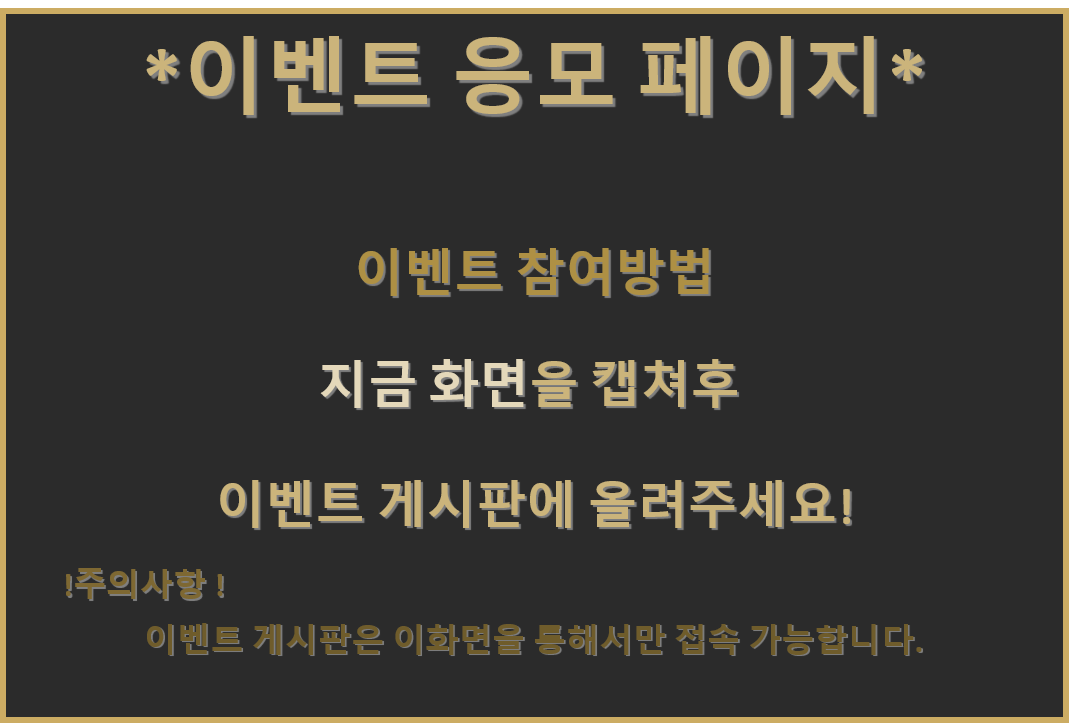 *이벤트 응모 페이지*
이벤트 참여방법
지금 화면을 캡쳐후
이벤트 게시판에 올려주세요!
!주의사항 !
이벤트 게시판은 이화면을 통해서만 접속 가능합니다.